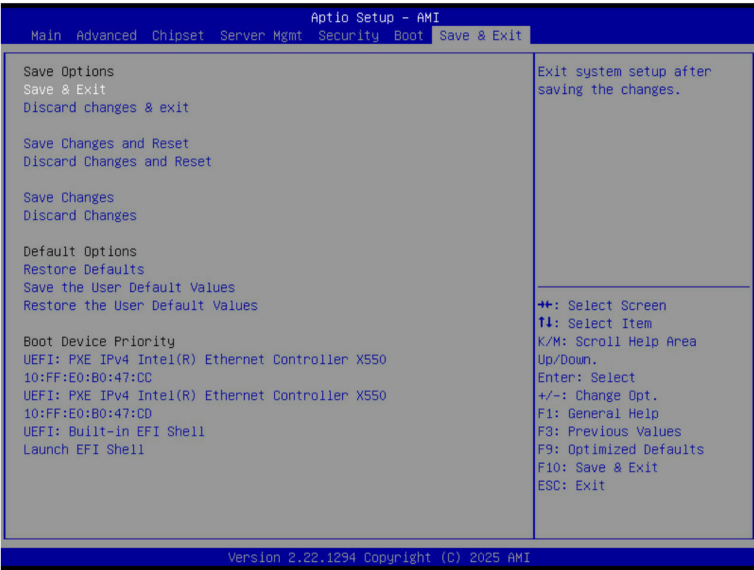 Aptio Setup – AMI
Main Advanced Chipset Server Mgmt Security Boot Save & Exit
Save Options
Save & Exit
Discard changes & exit
Save Changes and Reset
Discard Changes and Reset
Save Changes
Discard Changes
Default Options
Restore Defaults
Save the User Default Values
Restore the User Default Values
Boot Device Priority
UEFI: PXE IPv4 Intel(R) Ethernet Controller X550
10:FF:E0:B0:47:CC
UEFI: PXE IPv4 Intel(R) Ethernet Controller X550
10:FF:E0:B0:47:CD
UEFI: Built-in EFI Shell
Launch EFI Shell
Exit system setup after
saving the changes.
→←: Select Screen
↑↓: Select Item
K/M: Scroll Help Area
Up/Down.
Enter: Select
+/-: Change Opt.
F1: General Help
F3: Previous Values
F9: Optimized Defaults
F10: Save & Exit
ESC: Exit
Version 2.22.1294 Copyright (C) 2025 AMI